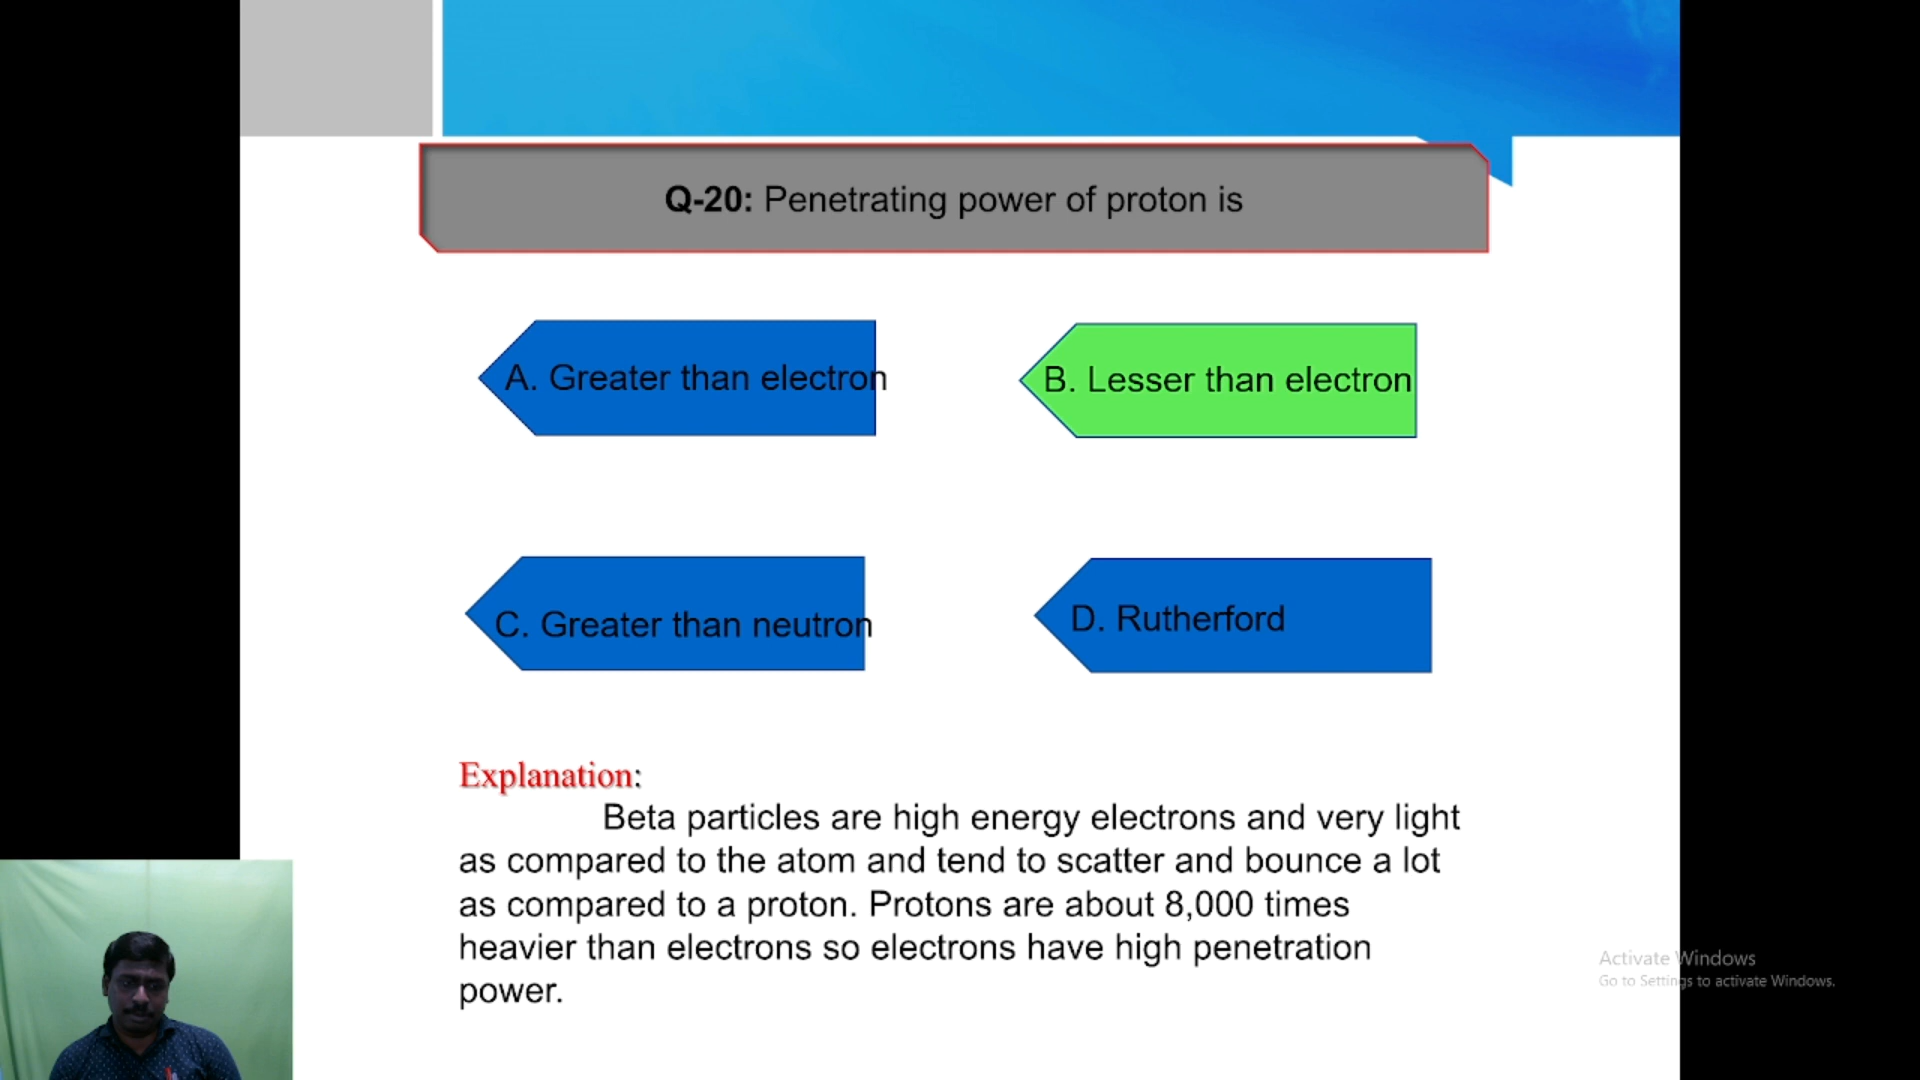 Q-20: Penetrating power of proton is
A. Greater than electron
B. Lesser than electron
C. Greater than neutron
D. Rutherford
Explanation:
Beta particles are high energy electrons and very light
as compared to the atom and tend to scatter and bounce a lot
as compared to a proton. Protons are about 8,000 times
heavier than electrons so electrons have high penetration
power.
Activate Windows
Go to Settings to activate Windows.